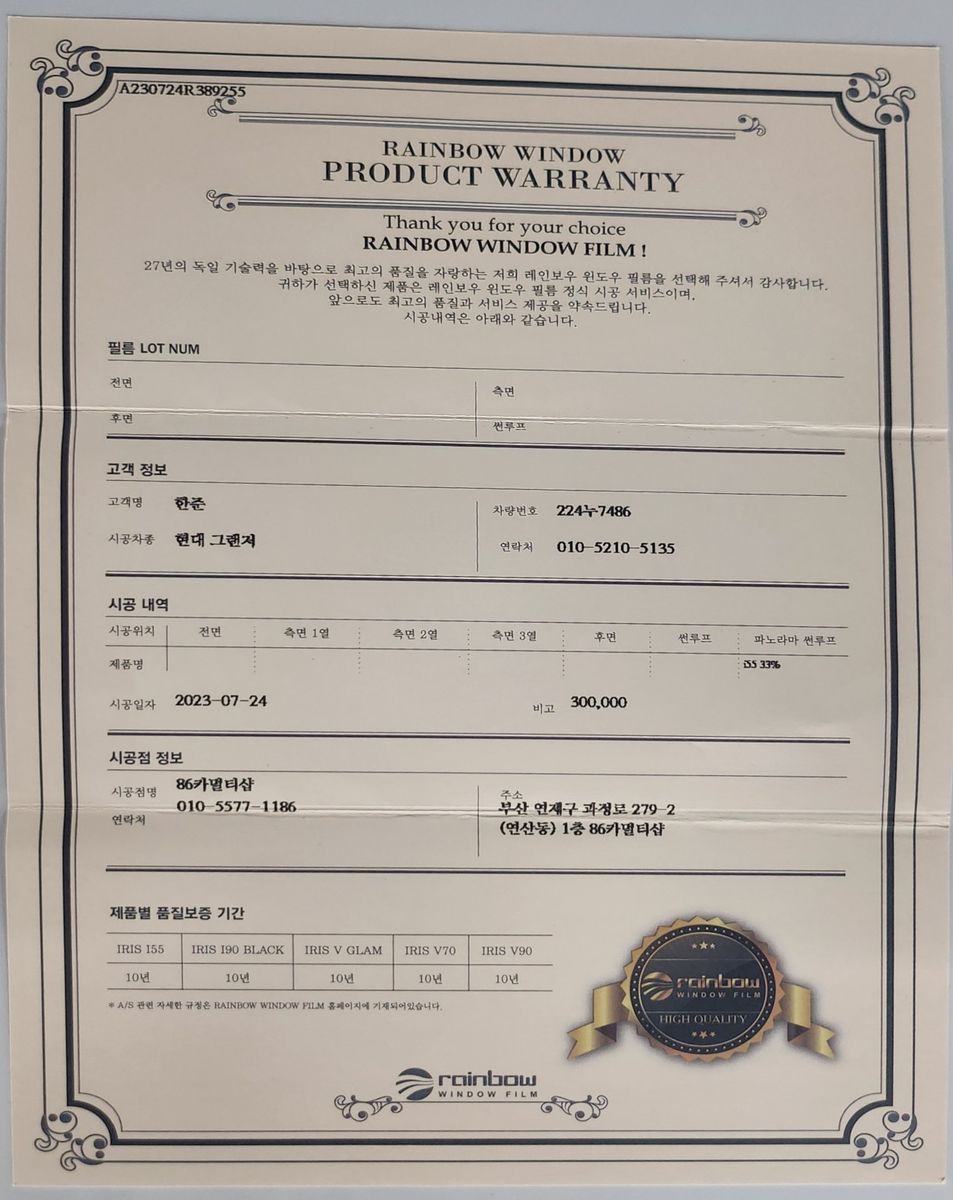 A230724R389255
RAINBOW WINDOW
PRODUCT WARRANTY
Thank you for your choice
RAINBOW WINDOW FILM !
27년의 독일 기술력을 바탕으로 최고의 품질을 자랑하는 저희 레인보우 윈도우 필름을 선택해 주셔서 감사합니다.
귀하가 선택하신 제품은 레인보우 윈도우 필름 정식 시공 서비스이며,
앞으로도 최고의 품질과 서비스 제공을 약속드립니다.
시공내역은 아래와 같습니다.
필름 LOT NUM
전면 측면
후면 썬루프
고객 정보
고객명 한준 차량번호 224누7486
시공차종 현대 그랜저 연락처 010-5210-5135
시공 내역
시공위치 전면 측면 1열 측면 2열 측면 3열 후면 썬루프 파노라마 썬루프
제품명 i55 33%
시공일자 2023-07-24 비고 300,000
시공점 정보
시공점명 86카멀티샵 주소
연락처 010-5577-1186 부산 연제구 과정로 279-2
(연산동) 1층 86카멀티샵
제품별 품질보증 기간
IRIS I55 IRIS I90 BLACK IRIS V GLAM IRIS V70 IRIS V90
10년 10년 10년 10년 10년
* A/S 관련 자세한 규정은 RAINBOW WINDOW FILM 홈페이지에 기재되어있습니다.
rainbow
WINDOW FILM
HIGH QUALITY
rainbow
WINDOW FILM